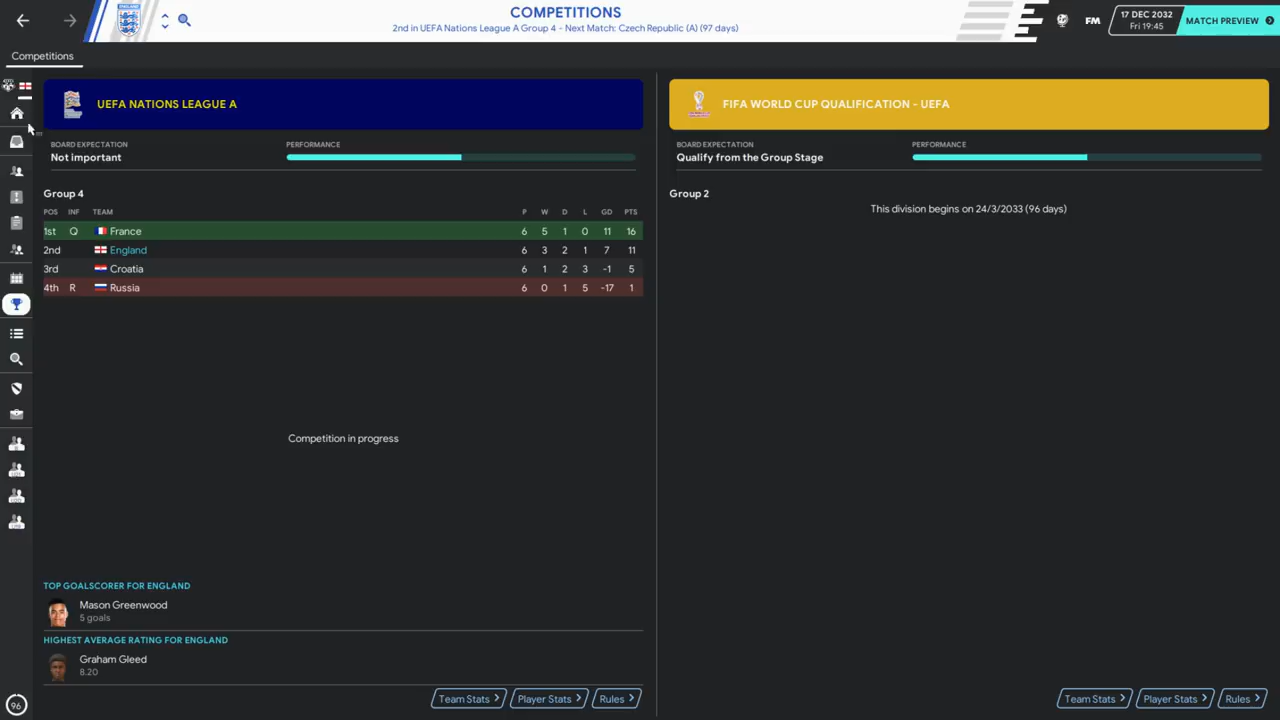 COMPETITIONS
2nd in UEFA Nations League A Group 4 - Next Match: Czech Republic (A) (97 days)
ENGLAND
FM
17 DEC 2032
Fri 19:45
MATCH PREVIEW
Competitions
UEFA NATIONS LEAGUE A
BOARD EXPECTATION PERFORMANCE
Not important
Group 4
POS INF TEAM P W D L GD PTS
1st Q France 6 5 1 0 11 16
2nd England 6 3 2 1 7 11
3rd Croatia 6 1 2 3 -1 5
4th R Russia 6 0 1 5 -17 1
Competition in progress
TOP GOALSCORER FOR ENGLAND
Mason Greenwood
5 goals
HIGHEST AVERAGE RATING FOR ENGLAND
Graham Gleed
8.20
Team Stats Player Stats Rules
FIFA WORLD CUP QUALIFICATION - UEFA
BOARD EXPECTATION PERFORMANCE
Qualify from the Group Stage
Group 2
This division begins on 24/3/2033 (96 days)
Team Stats Player Stats Rules
96